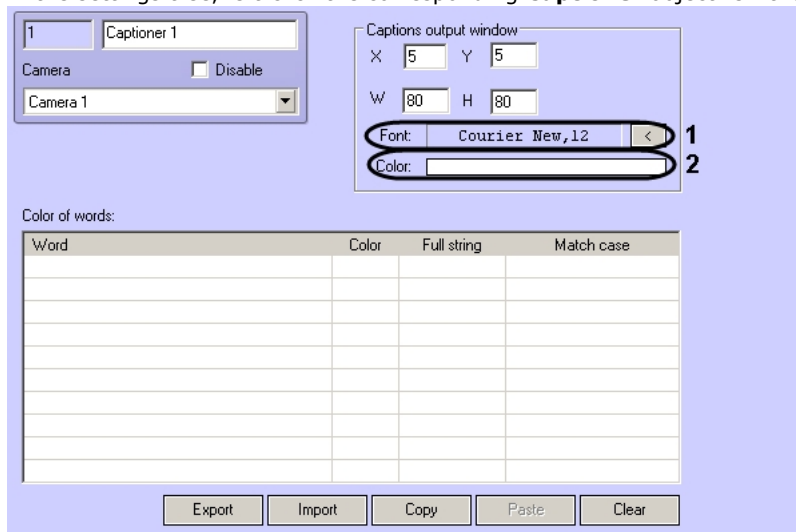 1 Captioner 1
Camera Disable
Camera 1
Captions output window
X 5 Y 5
W 80 H 80
Font: Courier New,12 < 1
Color: 2
Color of words:
Word Color Full string Match case
Export Import Copy Paste Clear